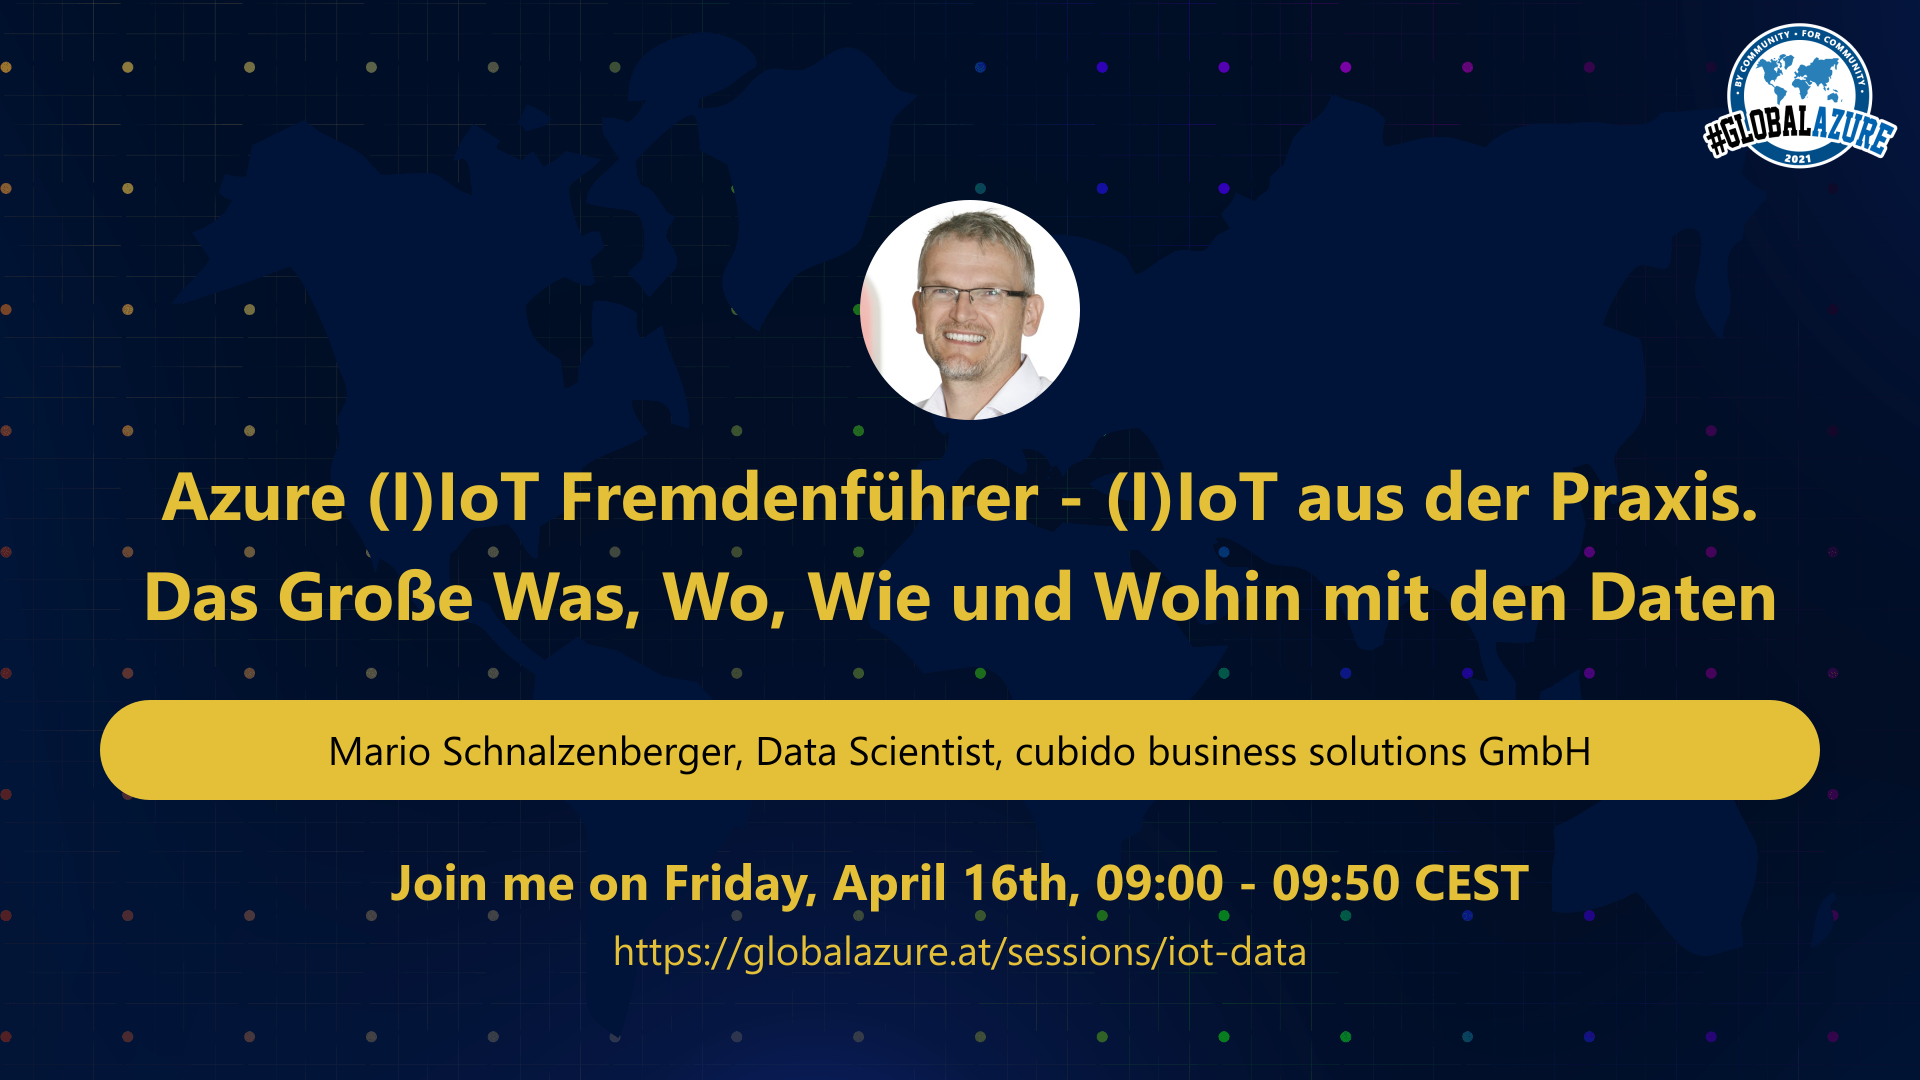 • BY COMMUNITY • FOR COMMUNITY •
#GLOBALAZURE
2021
Azure (I)IoT Fremdenführer - (I)IoT aus der Praxis.
Das Große Was, Wo, Wie und Wohin mit den Daten
Mario Schnalzenberger, Data Scientist, cubido business solutions GmbH
Join me on Friday, April 16th, 09:00 - 09:50 CEST
https://globalazure.at/sessions/iot-data